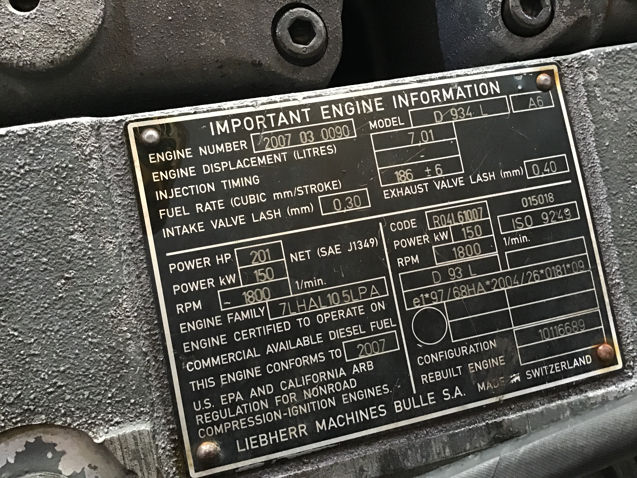 IMPORTANT ENGINE INFORMATION
ENGINE NUMBER 2007 03 0090 MODEL D 934 L A6
ENGINE DISPLACEMENT (LITRES) 7.01
INJECTION TIMING -
FUEL RATE (CUBIC mm/STROKE) 186 ±6
INTAKE VALVE LASH (mm) 0,30 EXHAUST VALVE LASH (mm) 0,40
POWER HP 201 NET (SAE J1349)
POWER kW 150
RPM 1800 1/min.
ENGINE FAMILY 7LHAL10.5LPA
ENGINE CERTIFIED TO OPERATE ON
COMMERCIAL AVAILABLE DIESEL FUEL
THIS ENGINE CONFORMS TO 2007
U.S. EPA AND CALIFORNIA ARB
REGULATION FOR NONROAD
COMPRESSION-IGNITION ENGINES.
CODE R04L61007 015018
POWER kW 150 ISO 9249
RPM 1800 1/min.
D 93 L
e1*97/68HA*2004/26*0181*09
CONFIGURATION 10116689
REBUILT ENGINE
LIEBHERR MACHINES BULLE S.A. MADE IN SWITZERLAND